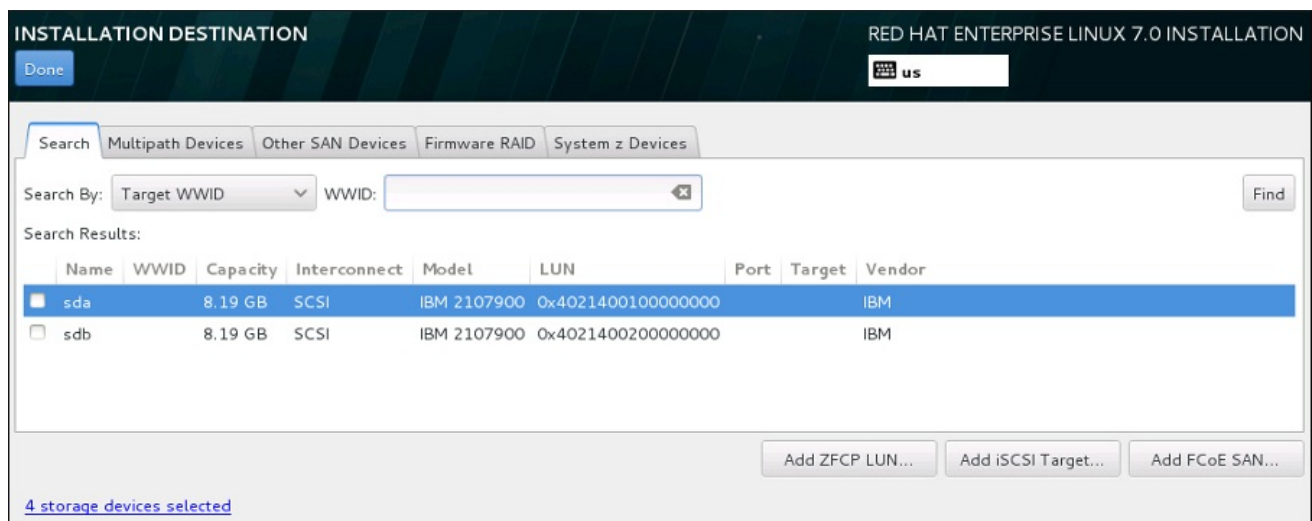 INSTALLATION DESTINATION RED HAT ENTERPRISE LINUX 7.0 INSTALLATION
Done us
Search Multipath Devices Other SAN Devices Firmware RAID System z Devices
Search By: Target WWID WWID: Find
Search Results:
Name WWID Capacity Interconnect Model LUN Port Target Vendor
sda 8.19 GB SCSI IBM 2107900 0x4021400100000000 IBM
sdb 8.19 GB SCSI IBM 2107900 0x4021400200000000 IBM
Add ZFCP LUN... Add iSCSI Target... Add FCoE SAN...
4 storage devices selected